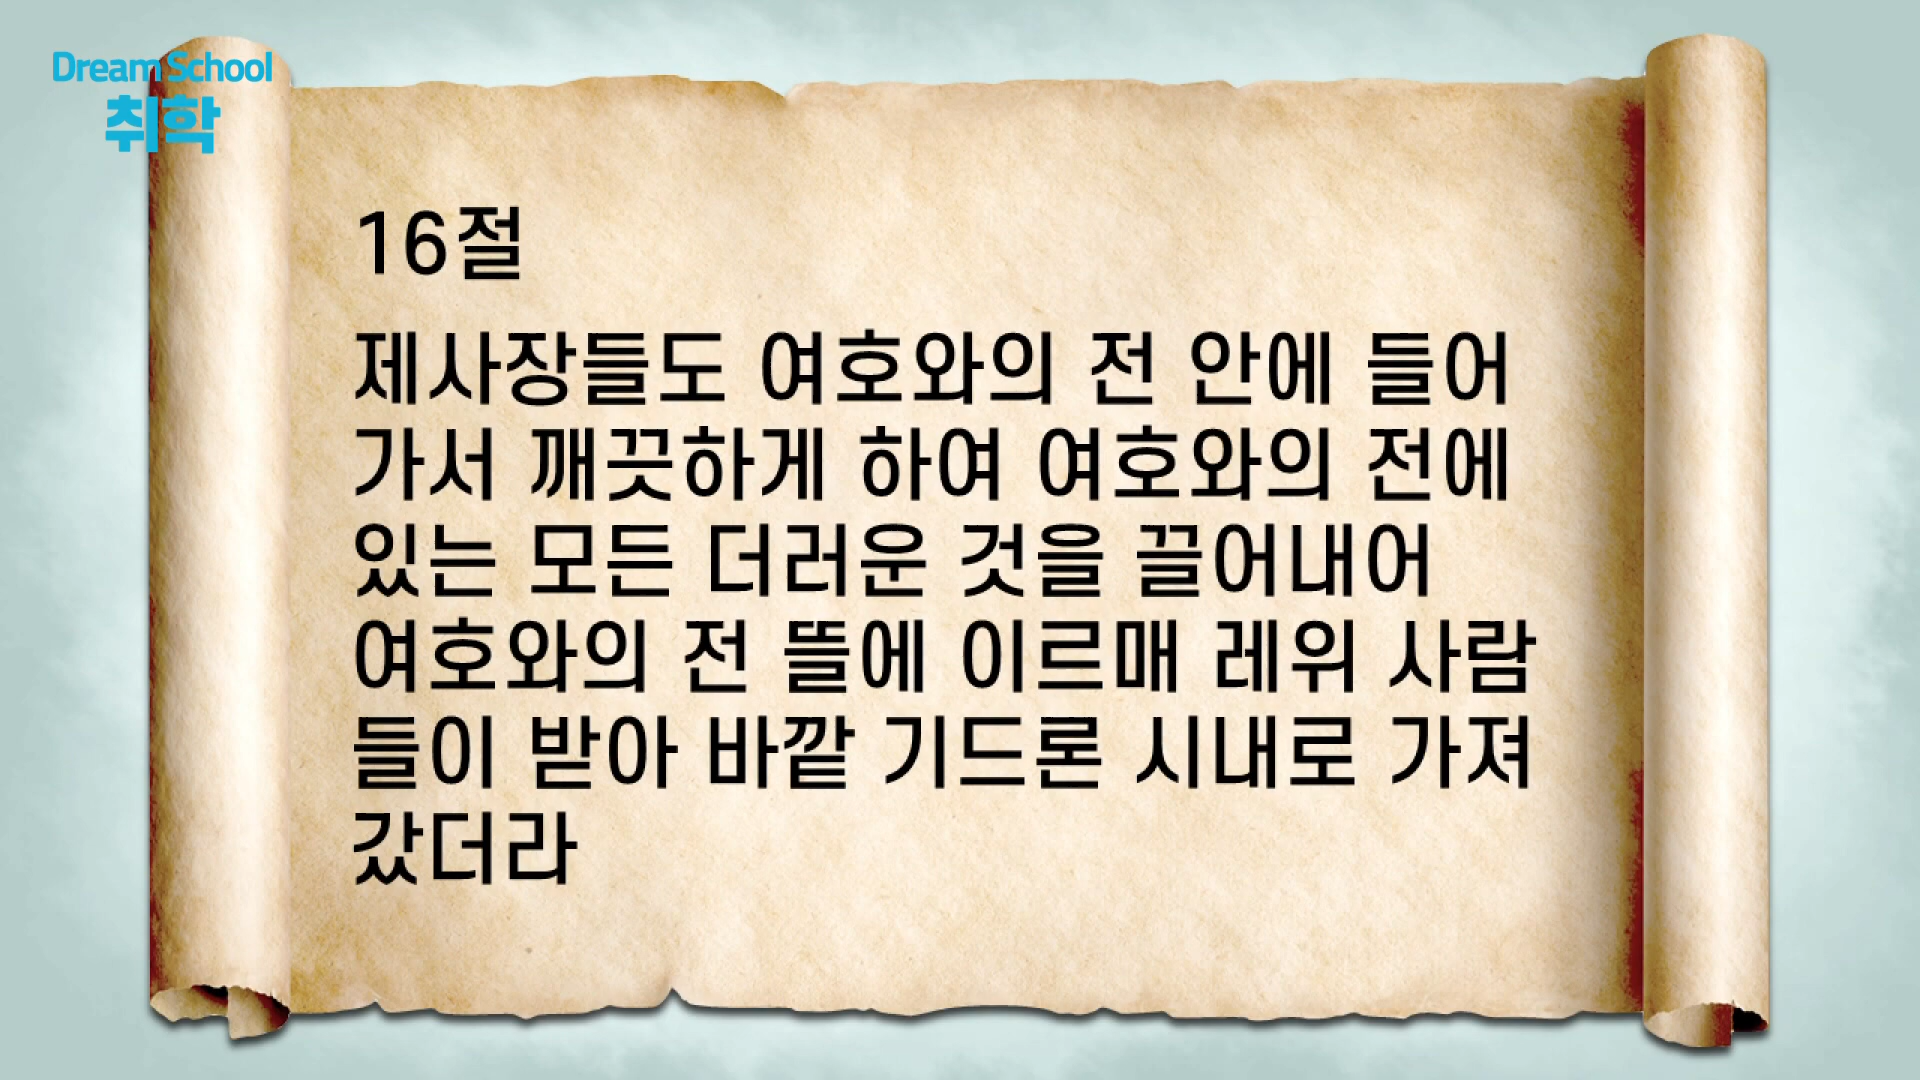 Dream School
취학
16절
제사장들도 여호와의 전 안에 들어
가서 깨끗하게 하여 여호와의 전에
있는 모든 더러운 것을 끌어내어
여호와의 전 뜰에 이르매 레위 사람
들이 받아 바깥 기드론 시내로 가져
갔더라